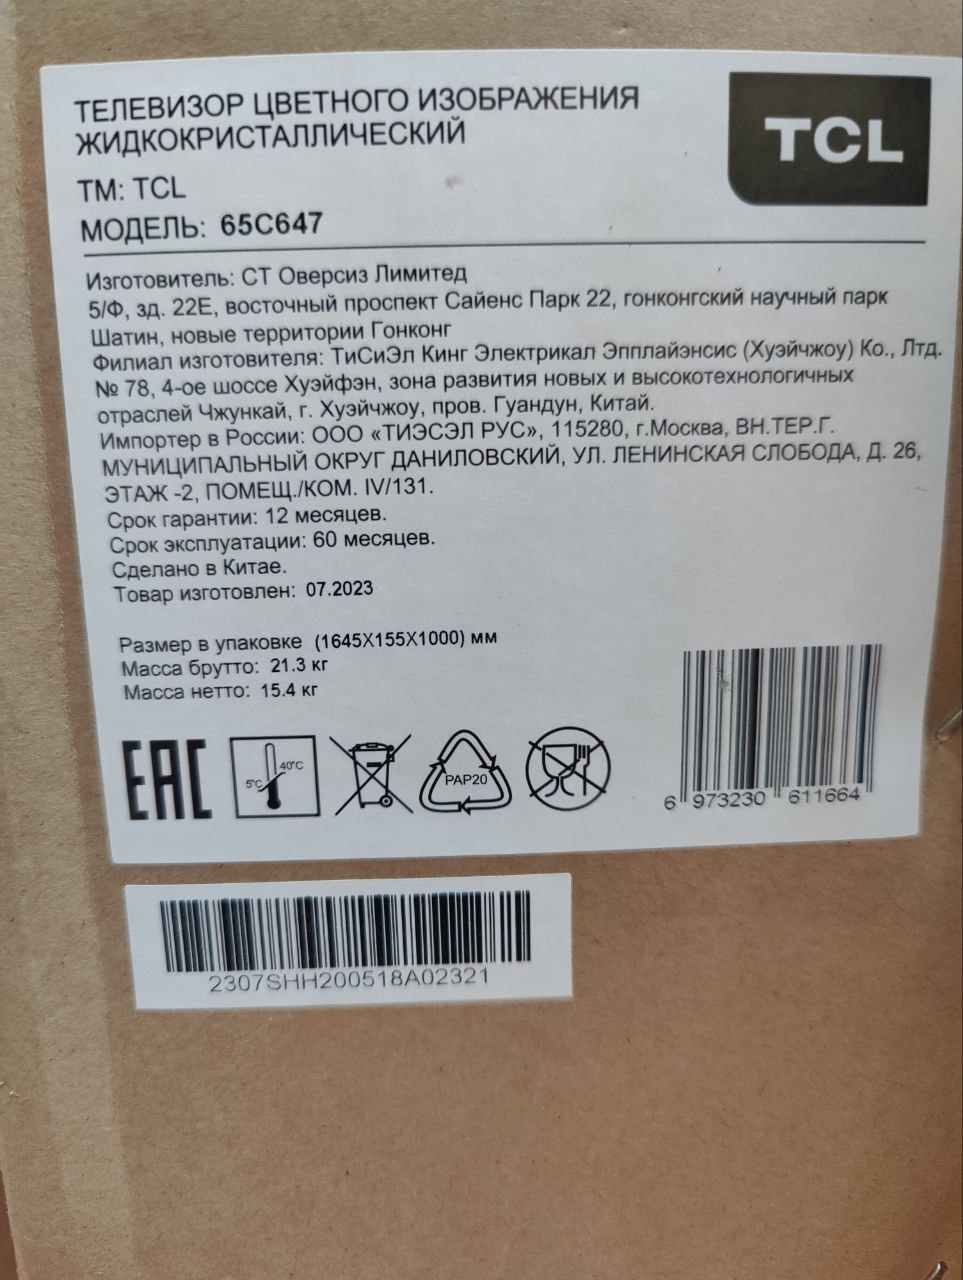 ТЕЛЕВИЗОР ЦВЕТНОГО ИЗОБРАЖЕНИЯ
ЖИДКОКРИСТАЛЛИЧЕСКИЙ
TCL
ТМ: TCL
МОДЕЛЬ: 65C647
Изготовитель: СТ Оверсиз Лимитед
5/Ф, зд. 22Е, восточный проспект Сайенс Парк 22, гонконгский научный парк
Шатин, новые территории Гонконг
Филиал изготовителя: ТиСиЭл Кинг Электрикал Эпплайэнсис (Хуэйчжоу) Ко., Лтд.
№ 78, 4-ое шоссе Хуэйфэн, зона развития новых и высокотехнологичных
отраслей Чжункай, г. Хуэйчжоу, пров. Гуандун, Китай.
Импортер в России: ООО «ТИЭСЭЛ РУС», 115280, г.Москва, ВН.ТЕР.Г.
МУНИЦИПАЛЬНЫЙ ОКРУГ ДАНИЛОВСКИЙ, УЛ. ЛЕНИНСКАЯ СЛОБОДА, Д. 26,
ЭТАЖ -2, ПОМЕЩ./КОМ. IV/131.
Срок гарантии: 12 месяцев.
Срок эксплуатации: 60 месяцев.
Сделано в Китае.
Товар изготовлен: 07.2023
Размер в упаковке (1645X155X1000) мм
Масса брутто: 21.3 кг
Масса нетто: 15.4 кг
EAC
5°C 40°C
PAP20
6 973230 611664
2307SHH200518A02321